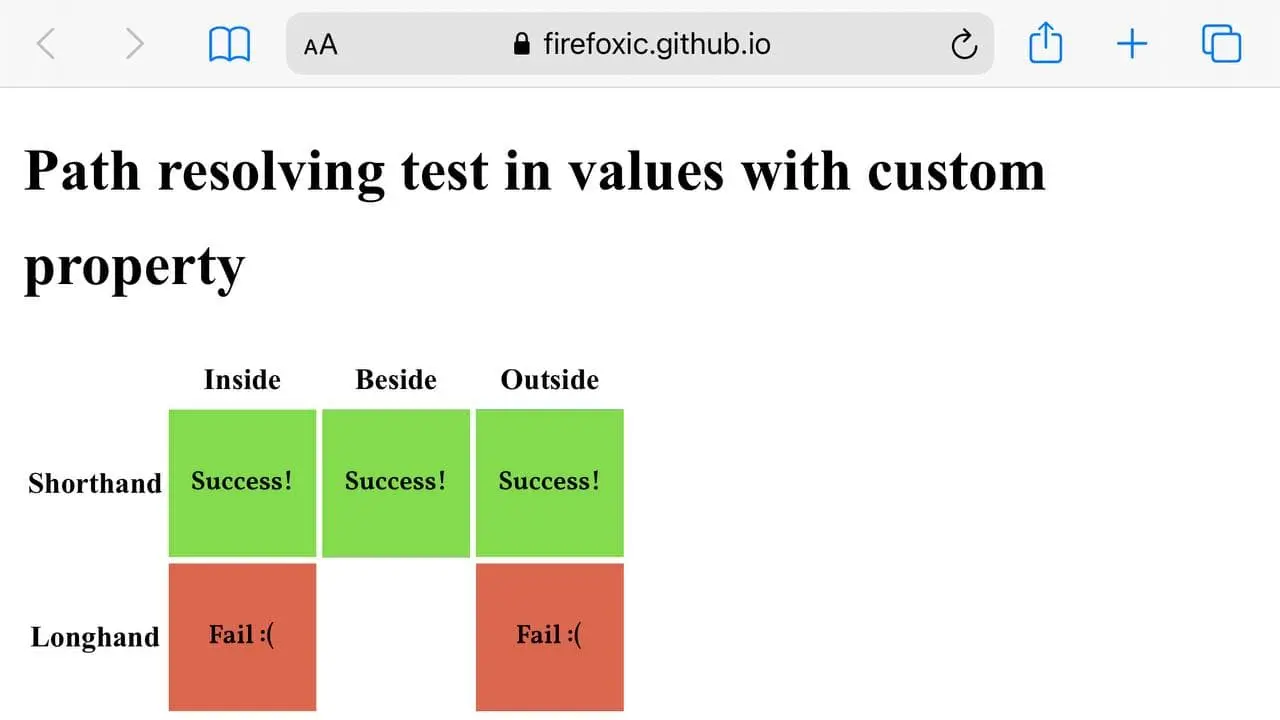 AA firefoxic.github.io
Path resolving test in values with custom
property
Inside Beside Outside
Shorthand Success! Success! Success!
Longhand Fail :( Fail :(